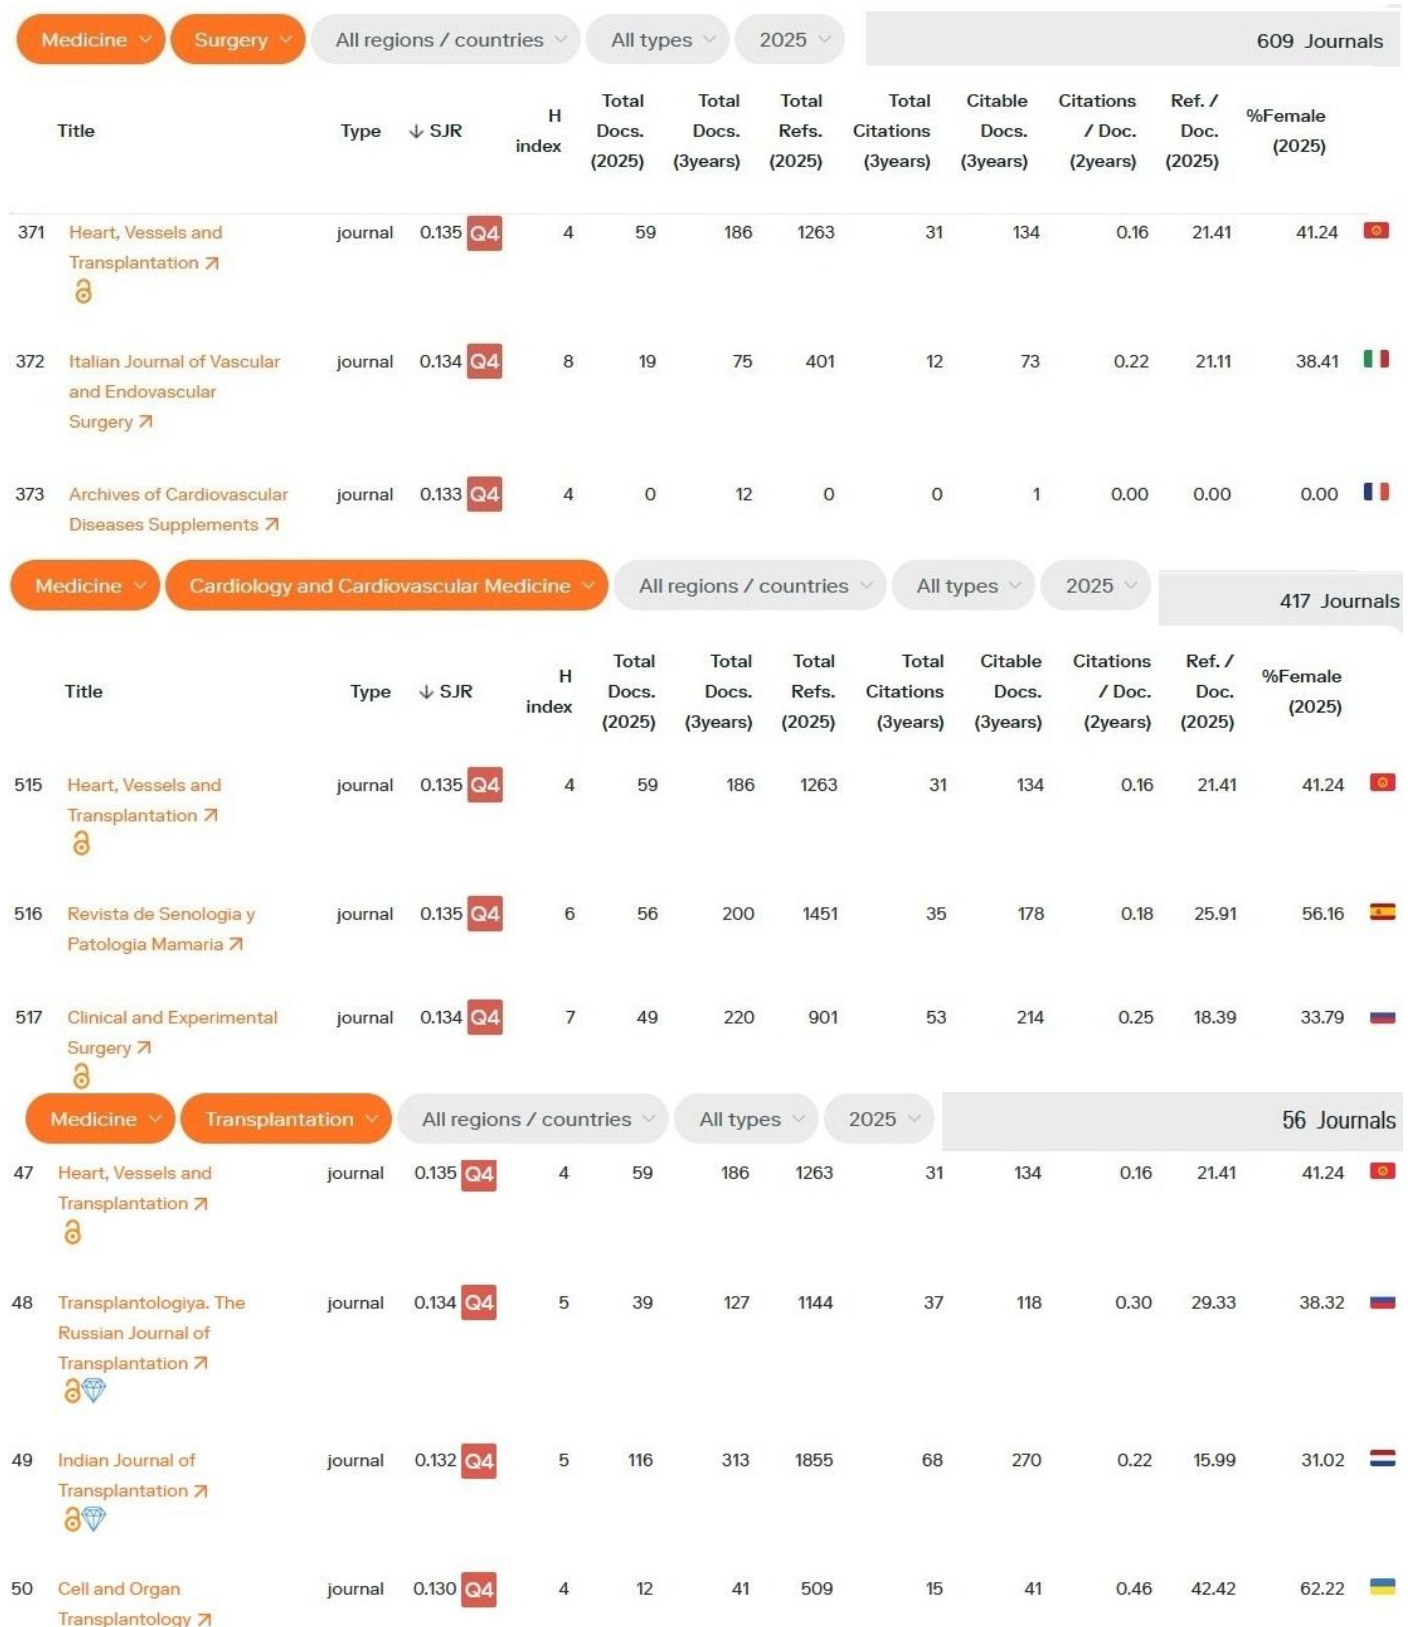 Medicine Surgery All regions / countries All types 2025 609 Journals
Title Type ↓ SJR H index Total Docs. (2025) Total Docs. (3years) Total Refs. (2025) Total Citations (3years) Citable Docs. (3years) Citations / Doc. (2years) Ref. / Doc. (2025) %Female (2025)
371 Heart, Vessels and journal 0.135 Q4 4 59 186 1263 31 134 0.16 21.41 41.24
Transplantation
372 Italian Journal of Vascular journal 0.134 Q4 8 19 75 401 12 73 0.22 21.11 38.41
and Endovascular
Surgery
373 Archives of Cardiovascular journal 0.133 Q4 4 0 12 0 0 1 0.00 0.00 0.00
Diseases Supplements
Medicine Cardiology and Cardiovascular Medicine All regions / countries All types 2025 417 Journals
Title Type ↓ SJR H index Total Docs. (2025) Total Docs. (3years) Total Refs. (2025) Total Citations (3years) Citable Docs. (3years) Citations / Doc. (2years) Ref. / Doc. (2025) %Female (2025)
515 Heart, Vessels and journal 0.135 Q4 4 59 186 1263 31 134 0.16 21.41 41.24
Transplantation
516 Revista de Senologia y journal 0.135 Q4 6 56 200 1451 35 178 0.18 25.91 56.16
Patologia Mamaria
517 Clinical and Experimental journal 0.134 Q4 7 49 220 901 53 214 0.25 18.39 33.79
Surgery
Medicine Transplantation All regions / countries All types 2025 56 Journals
47 Heart, Vessels and journal 0.135 Q4 4 59 186 1263 31 134 0.16 21.41 41.24
Transplantation
48 Transplantologiya. The journal 0.134 Q4 5 39 127 1144 37 118 0.30 29.33 38.32
Russian Journal of
Transplantation
49 Indian Journal of journal 0.132 Q4 5 116 313 1855 68 270 0.22 15.99 31.02
Transplantation
50 Cell and Organ journal 0.130 Q4 4 12 41 509 15 41 0.46 42.42 62.22
Transplantology